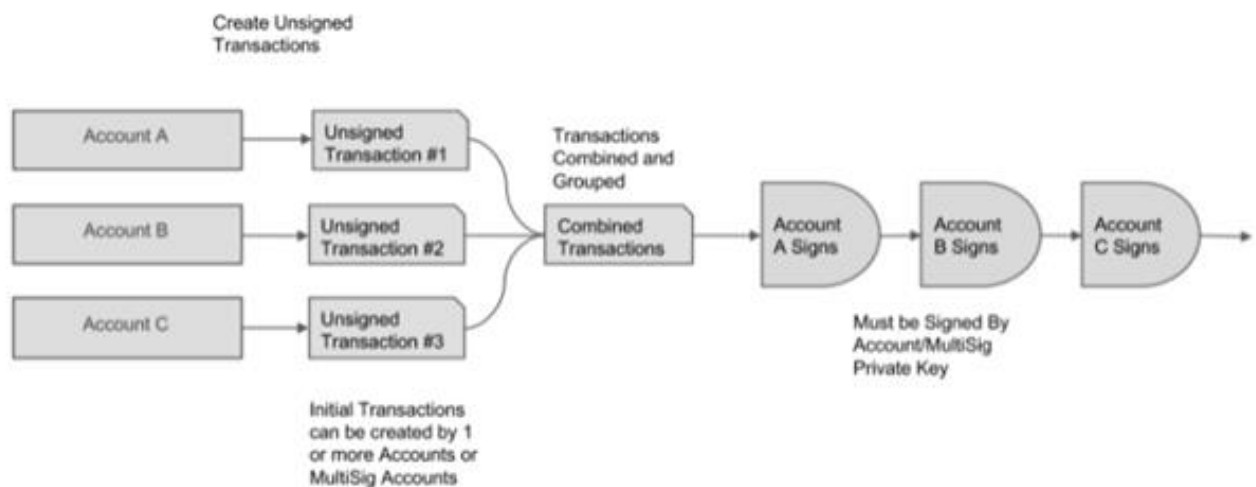 Create Unsigned
Transactions
Account A
Unsigned
Transaction #1
Account B
Unsigned
Transaction #2
Account C
Unsigned
Transaction #3
Initial Transactions
can be created by 1
or more Accounts or
MultiSig Accounts
Transactions
Combined and
Grouped
Combined
Transactions
Account
A Signs
Account
B Signs
Account
C Signs
Must be Signed By
Account/MultiSig
Private Key